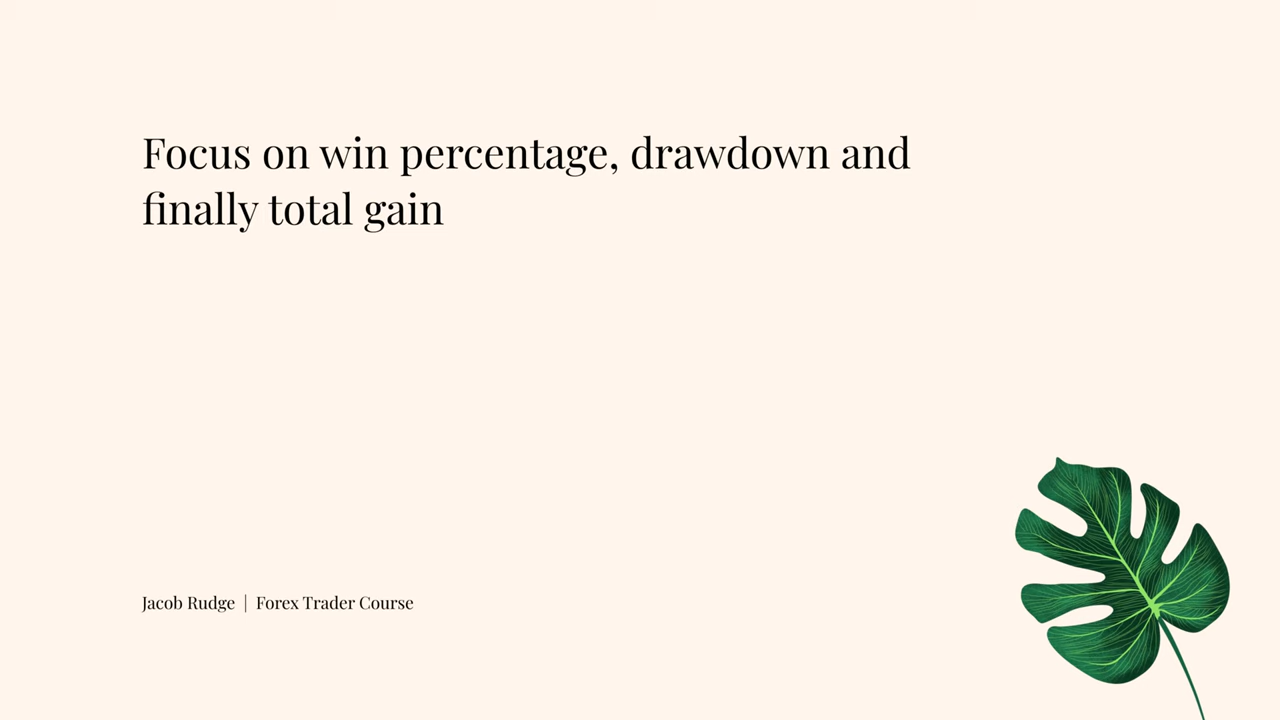 Focus on win percentage, drawdown and
finally total gain
Jacob Rudge | Forex Trader Course